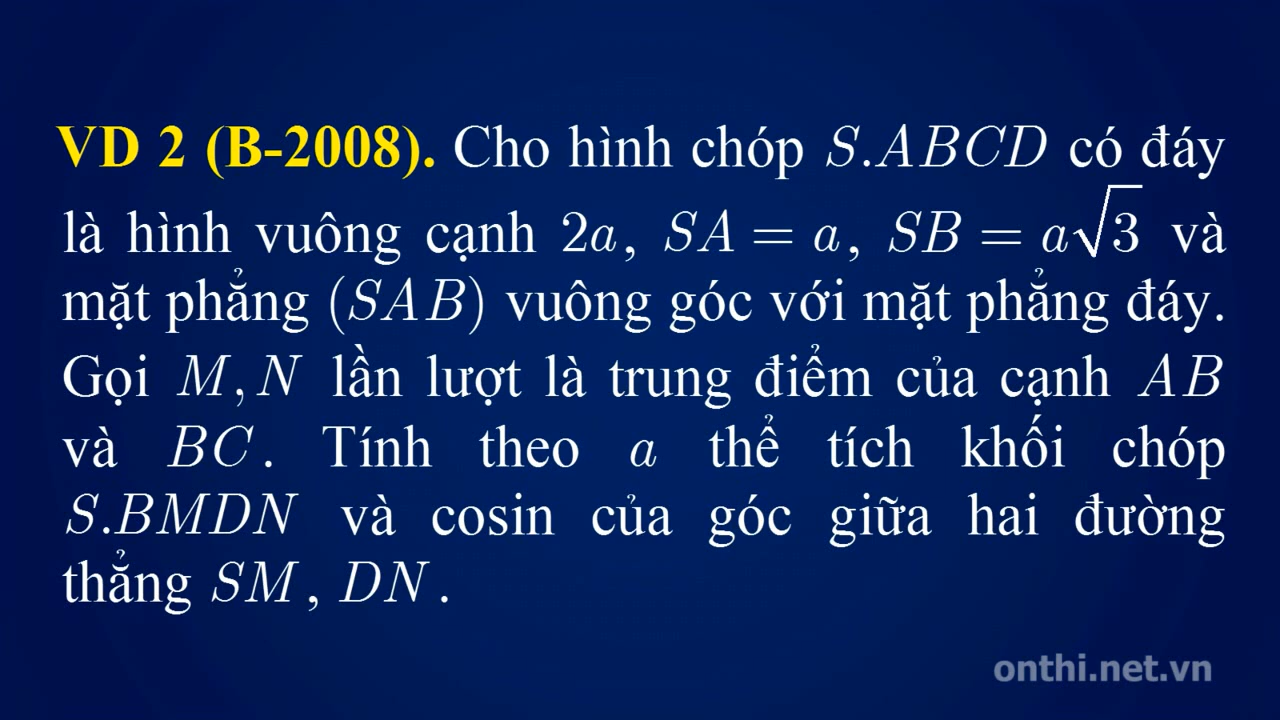 VD 2 (B-2008). Cho hình chóp S.ABCD có đáy
là hình vuông cạnh 2a, SA = a, SB = a√3 và
mặt phẳng (SAB) vuông góc với mặt phẳng đáy.
Gọi M,N lần lượt là trung điểm của cạnh AB
và BC. Tính theo a thể tích khối chóp
S.BMDN và cosin của góc giữa hai đường
thẳng SM, DN.
onthi.net.vn